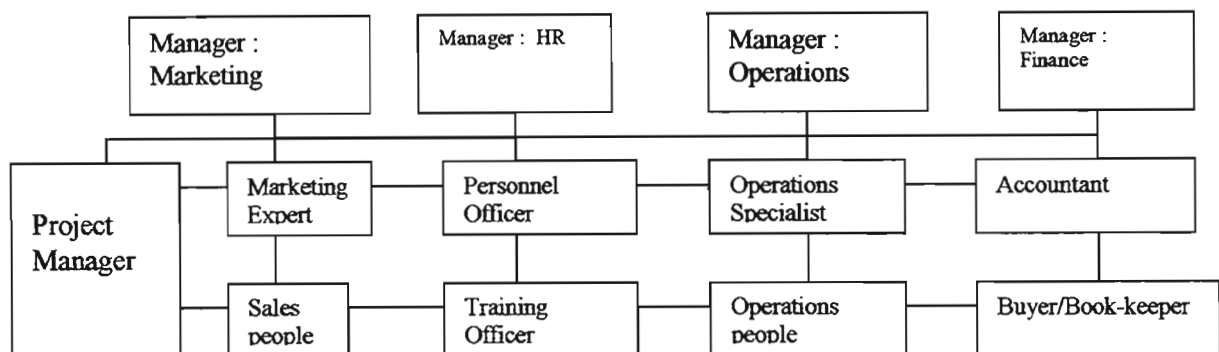 Manager :
Marketing
Manager : HR
Manager :
Operations
Manager :
Finance
Project
Manager
Marketing
Expert
Personnel
Officer
Operations
Specialist
Accountant
Sales
people
Training
Officer
Operations
people
Buyer/Book-keeper